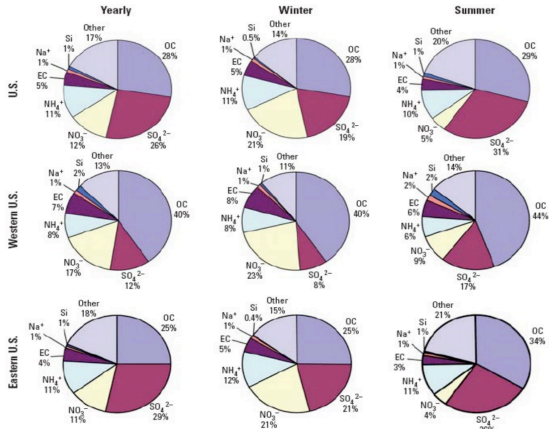 Yearly Winter Summer
U.S.
Other
17%
Si
1%
Na⁺
1%
EC
5%
NH₄⁺
11%
NO₃⁻
12%
SO₄²⁻
26%
OC
28%
Other
14%
Si
0.5%
Na⁺
1%
EC
5%
NH₄⁺
11%
NO₃⁻
21%
SO₄²⁻
19%
OC
28%
Other
20%
Si
1%
Na⁺
1%
EC
4%
NH₄⁺
10%
NO₃⁻
5%
SO₄²⁻
31%
OC
29%
Western U.S.
Other
13%
Si
2%
Na⁺
1%
EC
7%
NH₄⁺
8%
NO₃⁻
17%
SO₄²⁻
12%
OC
40%
Other
11%
Si
1%
Na⁺
1%
EC
8%
NH₄⁺
8%
NO₃⁻
23%
SO₄²⁻
8%
OC
40%
Other
14%
Si
2%
Na⁺
2%
EC
6%
NH₄⁺
6%
NO₃⁻
9%
SO₄²⁻
17%
OC
44%
Eastern U.S.
Other
18%
Si
1%
Na⁺
1%
EC
4%
NH₄⁺
11%
NO₃⁻
11%
SO₄²⁻
29%
OC
25%
Other
15%
Si
0.4%
Na⁺
1%
EC
5%
NH₄⁺
12%
NO₃⁻
21%
SO₄²⁻
21%
OC
25%
Other
21%
Si
1%
Na⁺
1%
EC
3%
NH₄⁺
11%
NO₃⁻
4%
SO₄²⁻
OC
34%